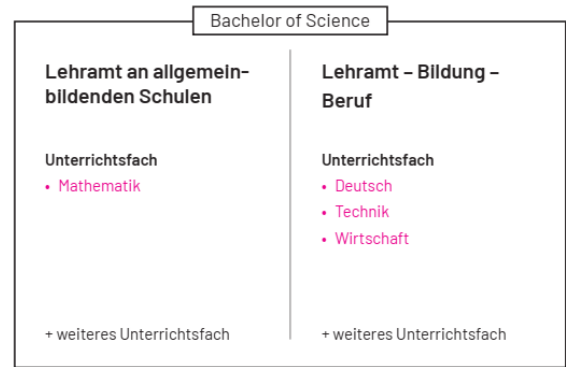 Bachelor of Science
Lehramt an allgemein-
bildenden Schulen
Unterrichtsfach
• Mathematik
+ weiteres Unterrichtsfach
Lehramt – Bildung –
Beruf
Unterrichtsfach
• Deutsch
• Technik
• Wirtschaft
+ weiteres Unterrichtsfach